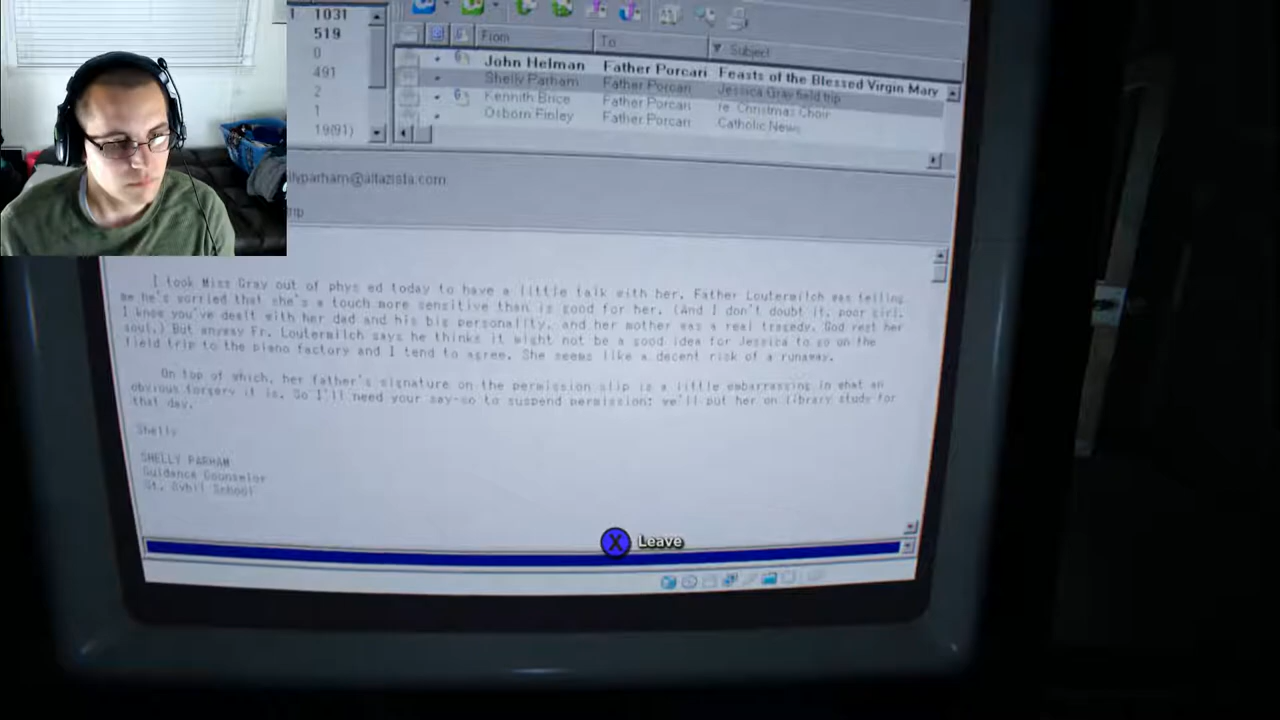 1031
519
0
491
2
1
19(91)
From To Subject
John Helman Father Porcari Feasts of the Blessed Virgin Mary
Shelly Parham Father Porcari Jessica Gray field trip
Kennith Brice Father Porcari re: Christmas Choir
Osborn Finley Father Porcari Catholic News
llyparham@altazista.com
trip
I took Miss Gray out of phys ed today to have a little talk with her. Father Loutermilch was telling
me he's worried that she's a touch more sensitive than is good for her. (And I don't doubt it, poor girl.
I know you've dealt with her dad and his big personality, and her mother was a real tragedy, God rest her
soul.) But anyway Fr. Loutermilch says he thinks it might not be a good idea for Jessica to go on the
field trip to the piano factory and I tend to agree. She seems like a decent risk of a runaway.
On top of which, her father's signature on the permission slip is a little embarrassing in what an
obvious forgery it is. So I'll need your say-so to suspend permission; we'll put her on library study for
that day.
Shelly
SHELLY PARHAM
Guidance Counselor
St. Sybil School
X Leave